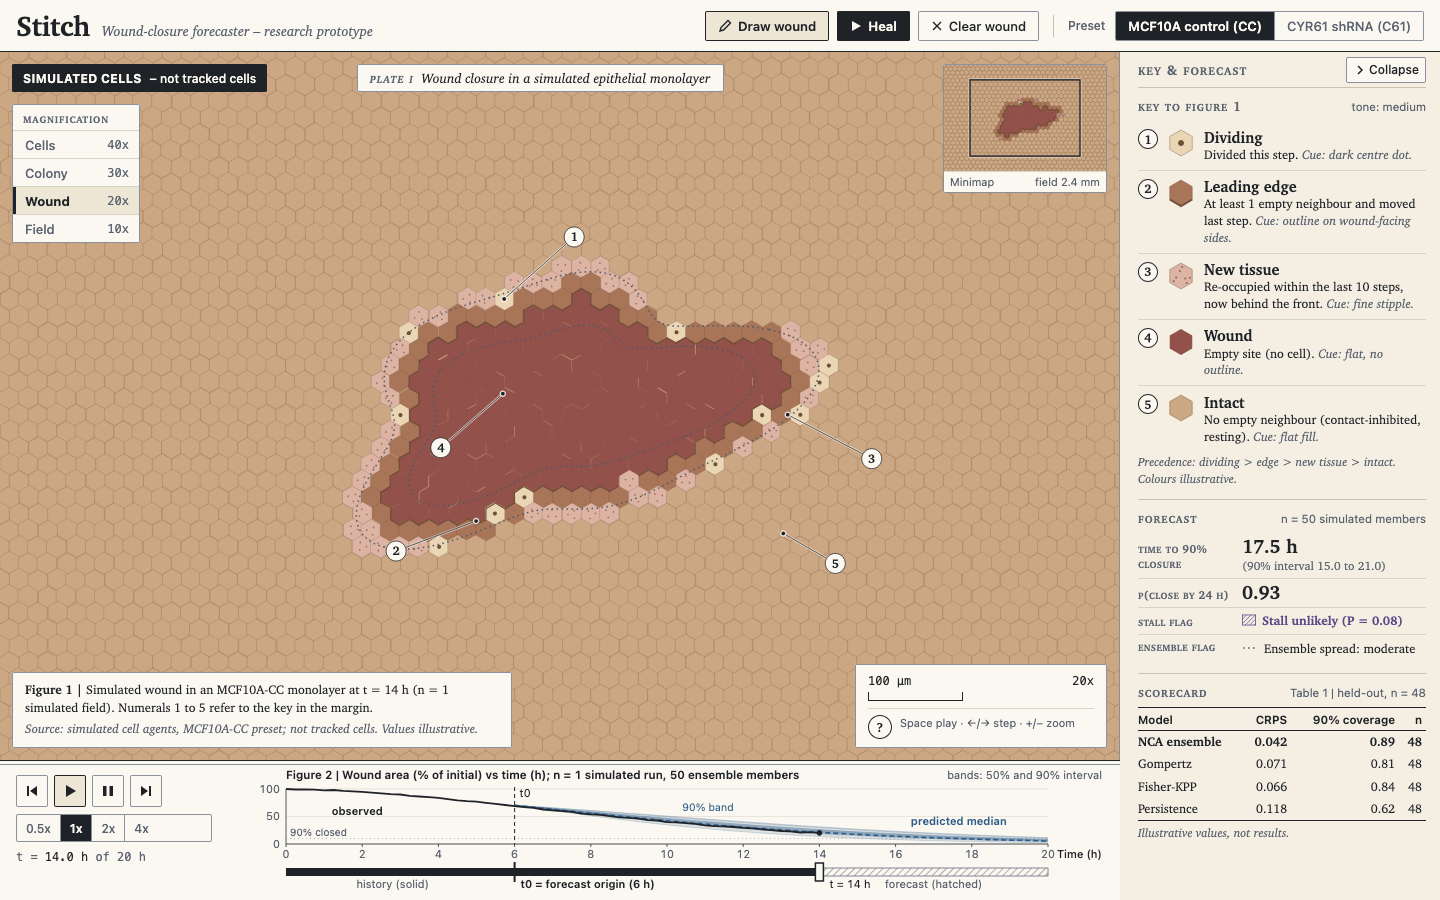 Stitch Wound-closure forecaster – research prototype
Draw wound Heal Clear wound Preset MCF10A control (CC) CYR61 shRNA (C61)
SIMULATED CELLS – not tracked cells
PLATE I Wound closure in a simulated epithelial monolayer
MAGNIFICATION
Cells 40x
Colony 30x
Wound 20x
Field 10x
Minimap field 2.4 mm
1
4
3
2
5
Figure 1 | Simulated wound in an MCF10A-CC monolayer at t = 14 h (n = 1
simulated field). Numerals 1 to 5 refer to the key in the margin.
Source: simulated cell agents, MCF10A-CC preset; not tracked cells. Values illustrative.
100 µm 20x
? Space play · ←/→ step · +/– zoom
KEY & FORECAST Collapse
KEY TO FIGURE 1 tone: medium
1 Dividing
Divided this step. Cue: dark centre dot.
2 Leading edge
At least 1 empty neighbour and moved
last step. Cue: outline on wound-facing
sides.
3 New tissue
Re-occupied within the last 10 steps,
now behind the front. Cue: fine stipple.
4 Wound
Empty site (no cell). Cue: flat, no
outline.
5 Intact
No empty neighbour (contact-inhibited,
resting). Cue: flat fill.
Precedence: dividing > edge > new tissue > intact.
Colours illustrative.
FORECAST n = 50 simulated members
TIME TO 90% CLOSURE 17.5 h
(90% interval 15.0 to 21.0)
P(CLOSE BY 24 H) 0.93
STALL FLAG Stall unlikely (P = 0.08)
ENSEMBLE FLAG Ensemble spread: moderate
SCORECARD Table 1 | held-out, n = 48
Model CRPS 90% coverage n
NCA ensemble 0.042 0.89 48
Gompertz 0.071 0.81 48
Fisher-KPP 0.066 0.84 48
Persistence 0.118 0.62 48
Illustrative values, not results.
0.5x 1x 2x 4x
t = 14.0 h of 20 h
Figure 2 | Wound area (% of initial) vs time (h); n = 1 simulated run, 50 ensemble members bands: 50% and 90% interval
100
50
0
t0
observed
90% band
predicted median
90% closed
0 2 4 6 8 10 12 14 16 18 20 Time (h)
history (solid) t0 = forecast origin (6 h) t = 14 h forecast (hatched)